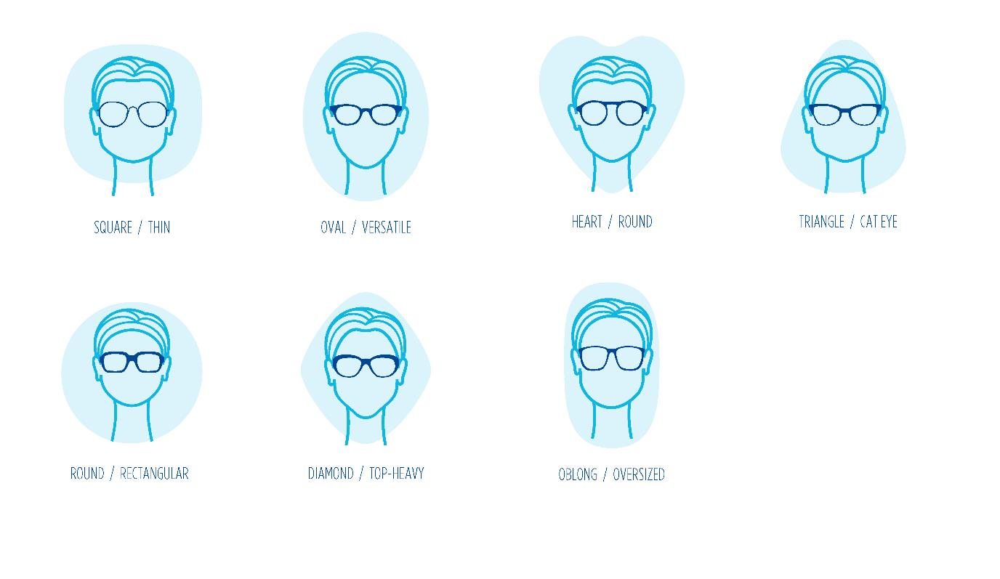 SQUARE / THIN
OVAL / VERSATILE
HEART / ROUND
TRIANGLE / CAT EYE
ROUND / RECTANGULAR
DIAMOND / TOP-HEAVY
OBLONG / OVERSIZED